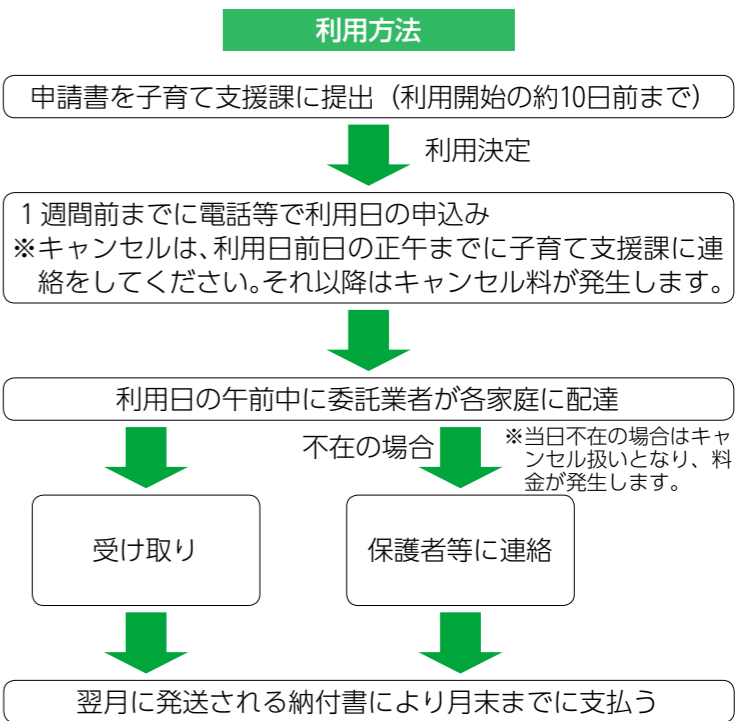 利用方法
申請書を子育て支援課に提出（利用開始の約10日前まで）
利用決定
１週間前までに電話等で利用日の申込み
※キャンセルは、利用日前日の正午までに子育て支援課に連
絡をしてください。それ以降はキャンセル料が発生します。
利用日の午前中に委託業者が各家庭に配達
不在の場合
※当日不在の場合はキャ
ンセル扱いとなり、料
金が発生します。
受け取り
保護者等に連絡
翌月に発送される納付書により月末までに支払う